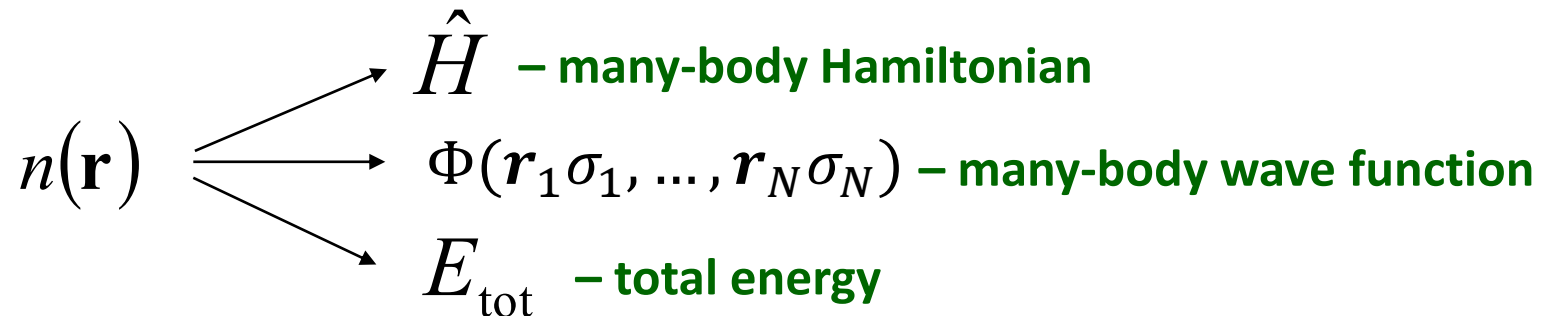 Ĥ – many-body Hamiltonian
n(𝐫) Φ(𝒓₁σ₁, … , 𝒓_Nσ_N) – many-body wave function
E_tot – total energy